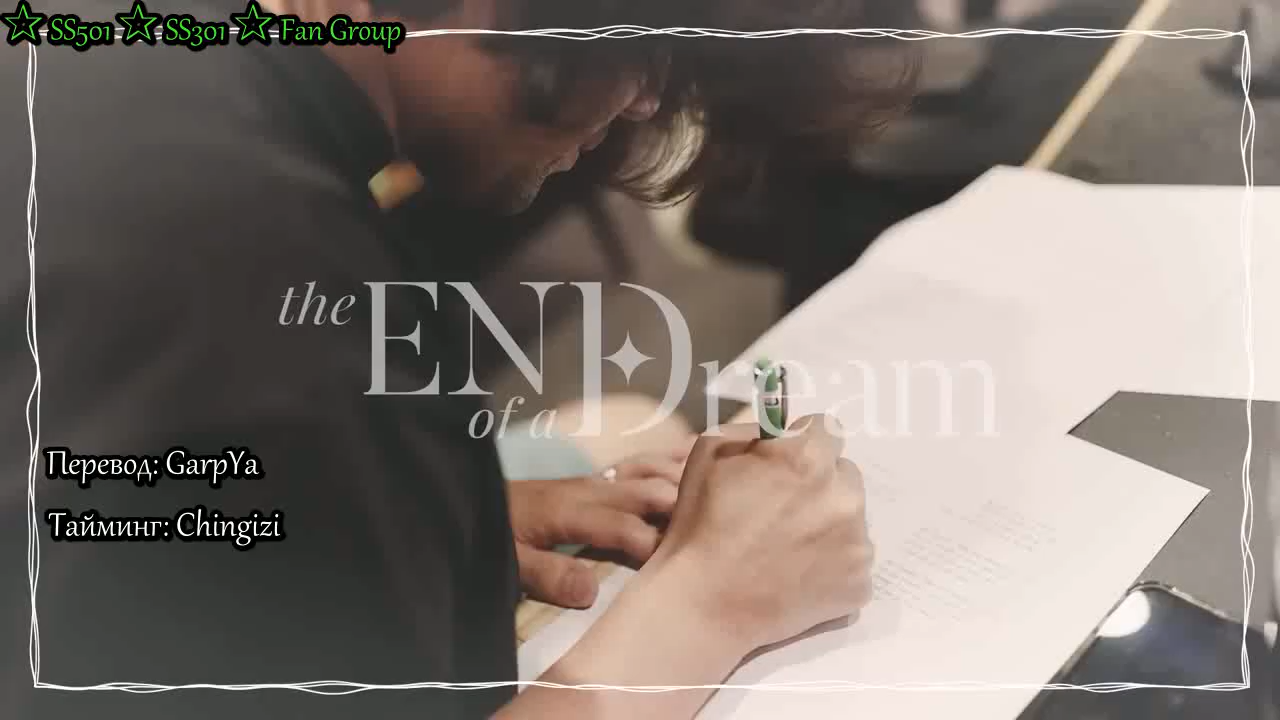 ☆ SS501 ☆ SS301 ☆ Fan Group
the END
of a Dream
Перевод: GarpYa
Тайминг: Chingizi